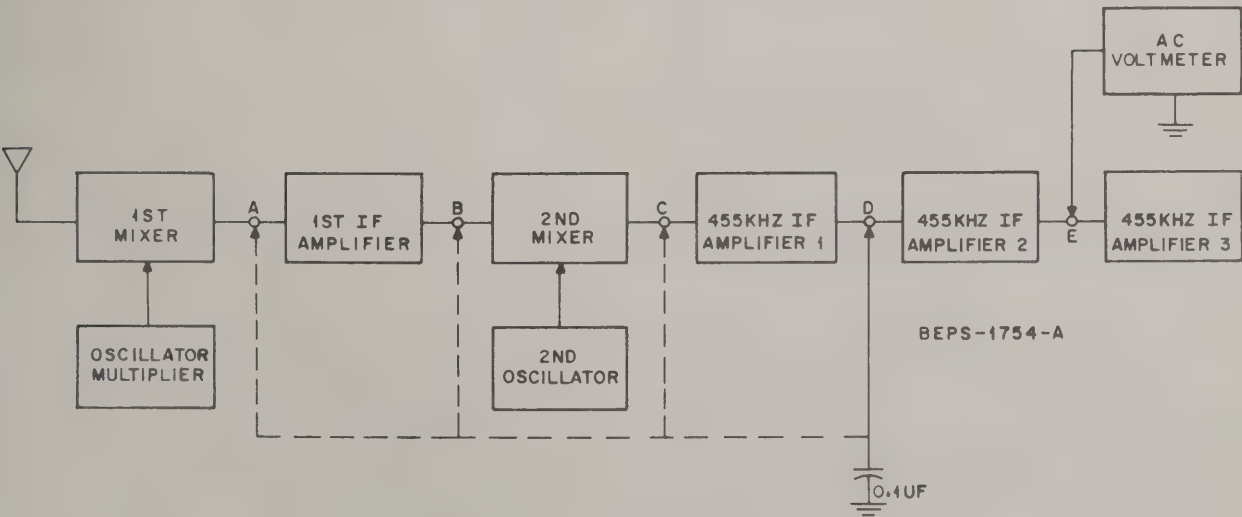 AC
VOLTMETER
1ST
MIXER
A
1ST IF
AMPLIFIER
B
2ND
MIXER
C
455KHZ IF
AMPLIFIER 1
D
455KHZ IF
AMPLIFIER 2
E
455KHZ IF
AMPLIFIER 3
OSCILLATOR
MULTIPLIER
2ND
OSCILLATOR
BEPS-1754-A
0.1UF